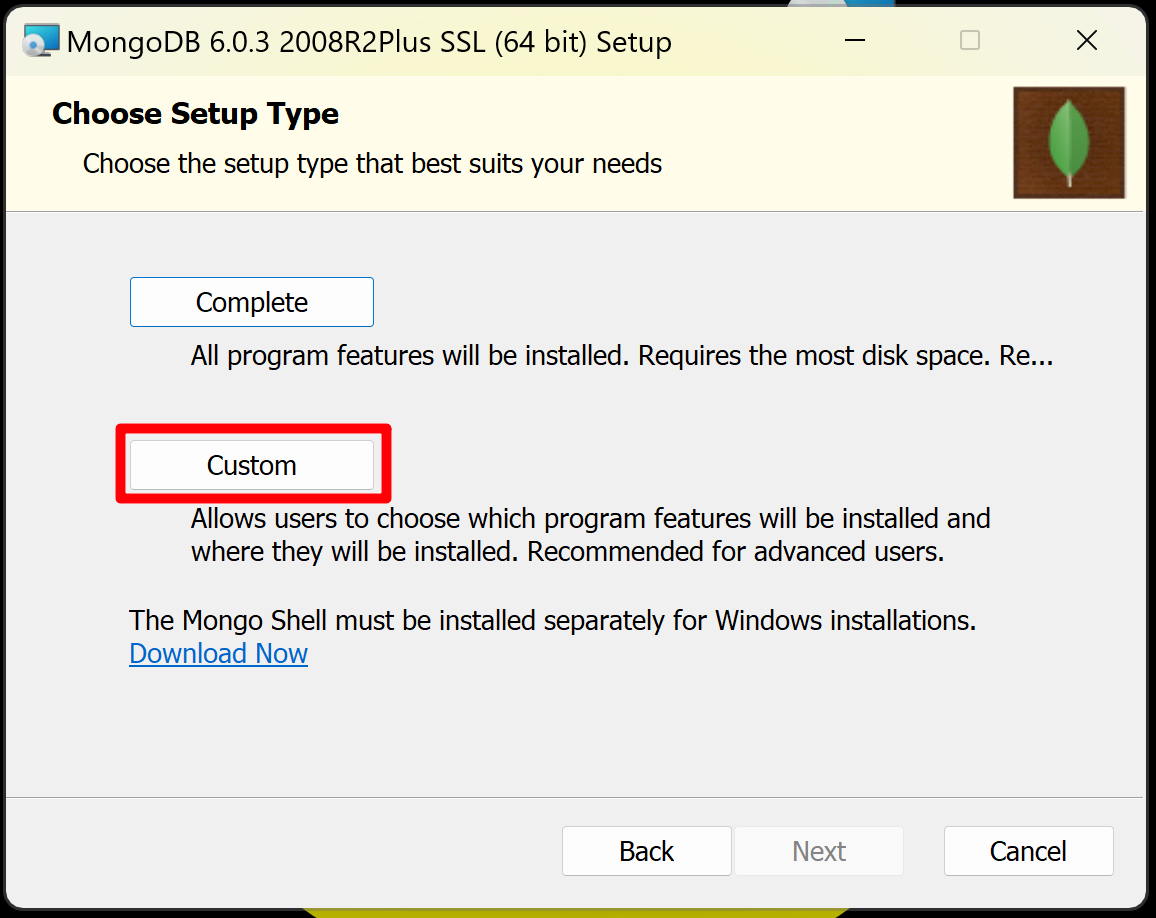 MongoDB 6.0.3 2008R2Plus SSL (64 bit) Setup
Choose Setup Type
Choose the setup type that best suits your needs
Complete
All program features will be installed. Requires the most disk space. Re...
Custom
Allows users to choose which program features will be installed and
where they will be installed. Recommended for advanced users.
The Mongo Shell must be installed separately for Windows installations.
Download Now
Back
Next
Cancel